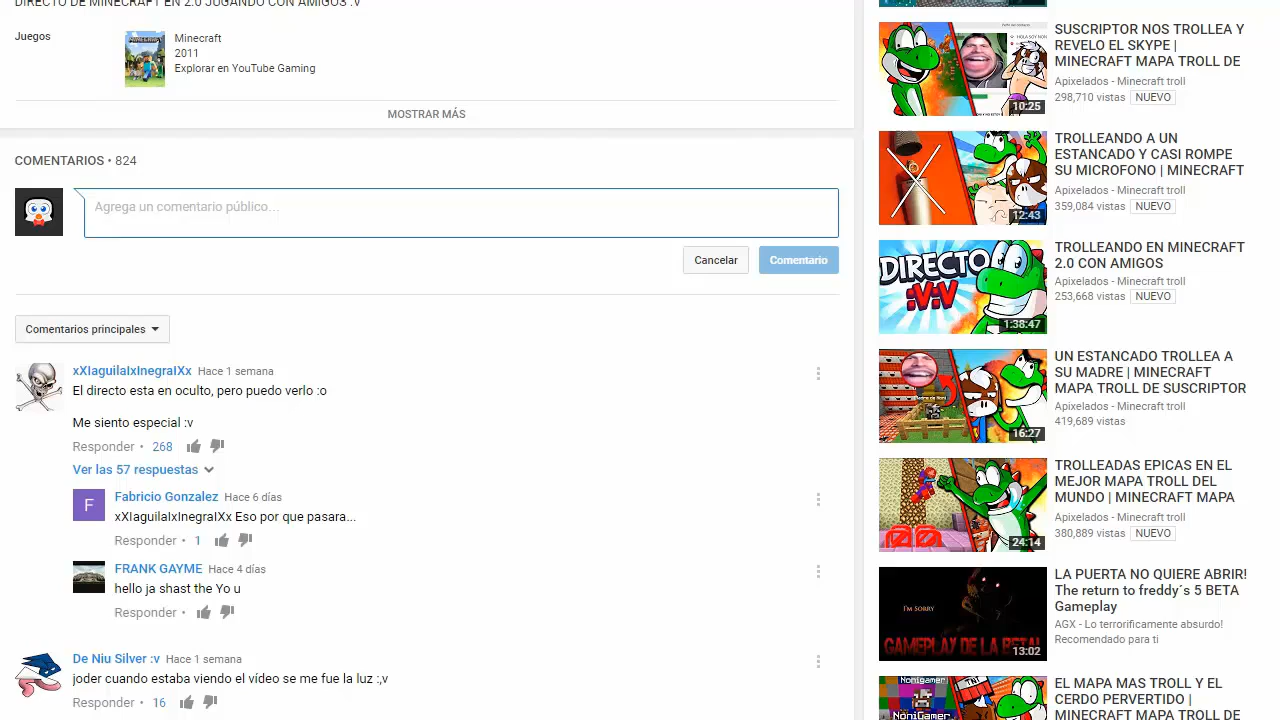 DIRECTO DE MINECRAFT EN 2.0 JUGANDO CON AMIGOS :V
Juegos
Minecraft
2011
Explorar en YouTube Gaming
MOSTRAR MÁS
COMENTARIOS • 824
Agrega un comentario público...
Cancelar
Comentario
Comentarios principales
xXIaguilaIxInegraIXx Hace 1 semana
El directo esta en oculto, pero puedo verlo :o
Me siento especial :v
Responder • 268
Ver las 57 respuestas
F
Fabricio Gonzalez Hace 6 días
xXIaguilaIxInegraIXx Eso por que pasara...
Responder • 1
FRANK GAYME Hace 4 días
hello ja shast the Yo u
Responder •
De Niu Silver :v Hace 1 semana
joder cuando estaba viendo el vídeo se me fue la luz :,v
Responder • 16
10:25
SUSCRIPTOR NOS TROLLEA Y
REVELO EL SKYPE |
MINECRAFT MAPA TROLL DE
Apixelados - Minecraft troll
298,710 vistas NUEVO
12:43
TROLLEANDO A UN
ESTANCADO Y CASI ROMPE
SU MICROFONO | MINECRAFT
Apixelados - Minecraft troll
359,084 vistas NUEVO
DIRECTO
:V:V
1:38:47
TROLLEANDO EN MINECRAFT
2.0 CON AMIGOS
Apixelados - Minecraft troll
253,668 vistas NUEVO
16:27
UN ESTANCADO TROLLEA A
SU MADRE | MINECRAFT
MAPA TROLL DE SUSCRIPTOR
Apixelados - Minecraft troll
419,689 vistas
24:14
TROLLEADAS EPICAS EN EL
MEJOR MAPA TROLL DEL
MUNDO | MINECRAFT MAPA
Apixelados - Minecraft troll
380,889 vistas NUEVO
I'M SORRY
GAMEPLAY DE LA BETA!
13:02
LA PUERTA NO QUIERE ABRIR!
The return to freddy´s 5 BETA
Gameplay
AGX - Lo terrorificamente absurdo!
Recomendado para ti
Nonigamer
TNT
NoniGamer
EL MAPA MAS TROLL Y EL
CERDO PERVERTIDO |
MINECRAFT MAPA TROLL DE